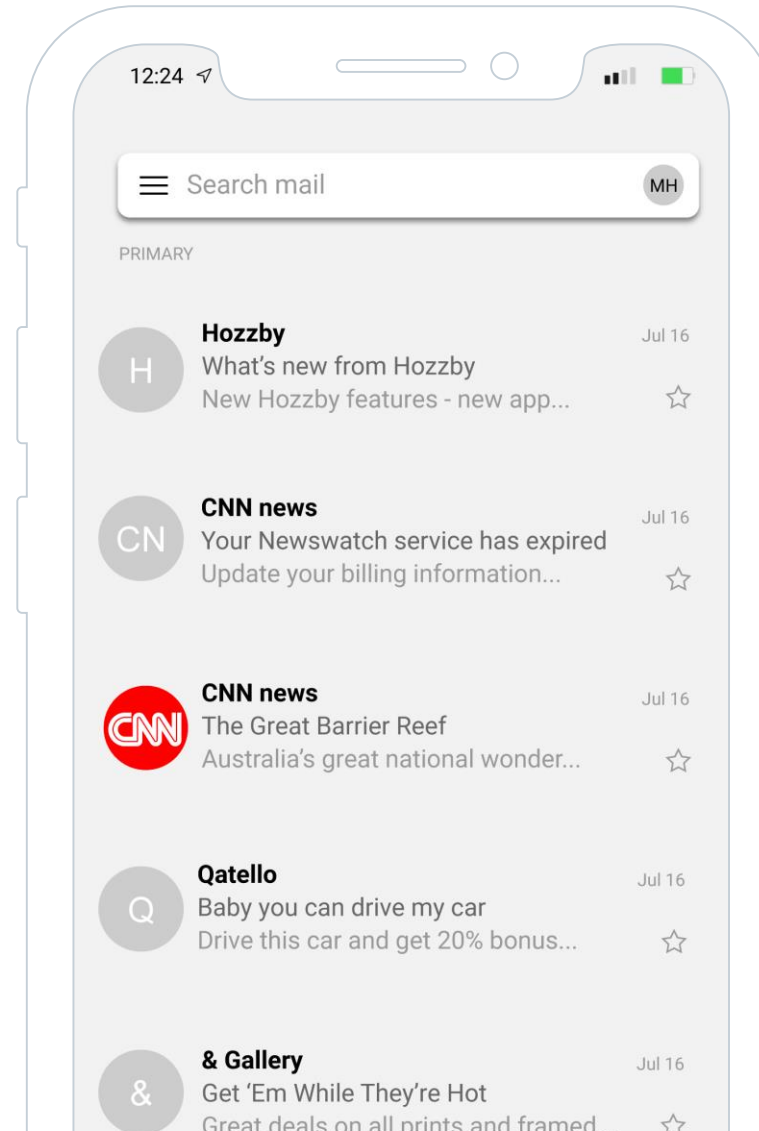 12:24
Search mail
MH
PRIMARY
H
Hozzby
Jul 16
What's new from Hozzby
New Hozzby features - new app...
CN
CNN news
Jul 16
Your Newswatch service has expired
Update your billing information...
CNN
CNN news
Jul 16
The Great Barrier Reef
Australia's great national wonder...
Q
Qatello
Jul 16
Baby you can drive my car
Drive this car and get 20% bonus...
&
& Gallery
Jul 16
Get ‘Em While They're Hot
Great deals on all prints and framed